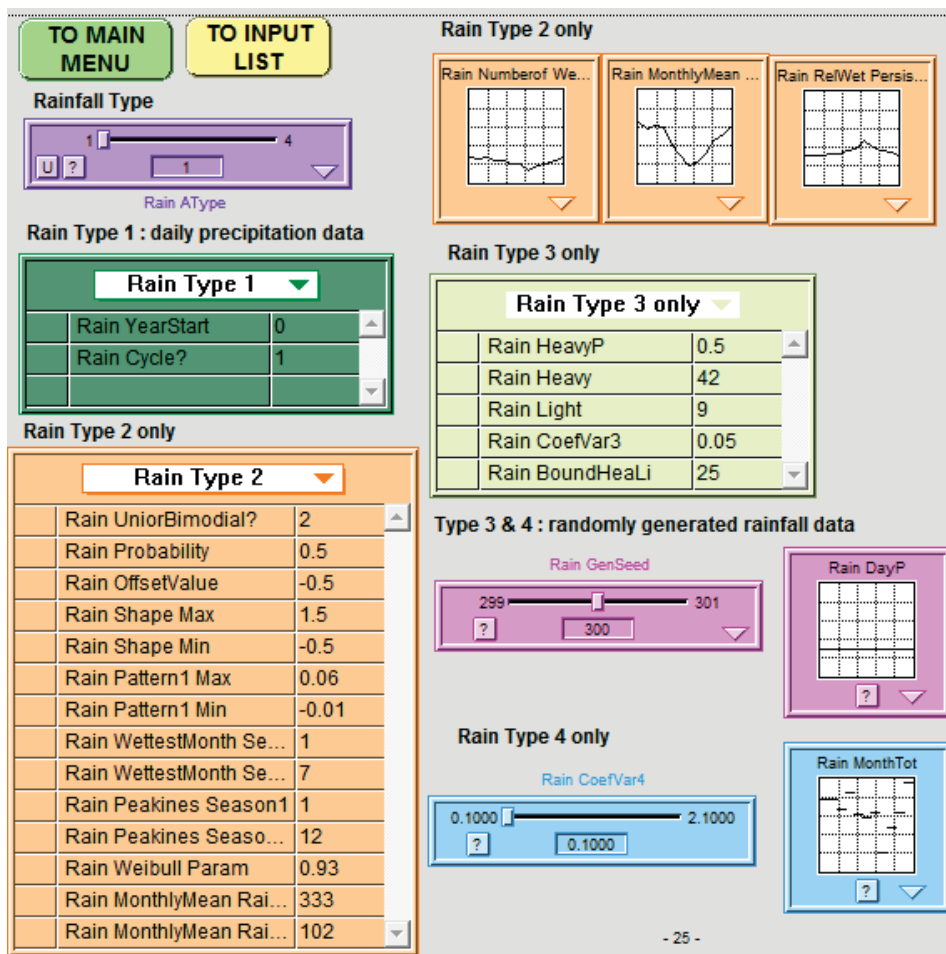 TO MAIN
MENU
TO INPUT
LIST
Rainfall Type
1
4
U
?
1
Rain AType
Rain Type 1 : daily precipitation data
Rain Type 1
Rain YearStart 0
Rain Cycle? 1
Rain Type 2 only
Rain Type 2
Rain UniorBimodial? 2
Rain Probability 0.5
Rain OffsetValue -0.5
Rain Shape Max 1.5
Rain Shape Min -0.5
Rain Pattern1 Max 0.06
Rain Pattern1 Min -0.01
Rain WettestMonth Se... 1
Rain WettestMonth Se... 7
Rain Peakines Season1 1
Rain Peakines Seaso... 12
Rain Weibull Param 0.93
Rain MonthlyMean Rai... 333
Rain MonthlyMean Rai... 102
Rain Type 2 only
Rain Numberof We...
Rain MonthlyMean ...
Rain RelWet Persis...
Rain Type 3 only
Rain Type 3 only
Rain HeavyP 0.5
Rain Heavy 42
Rain Light 9
Rain CoefVar3 0.05
Rain BoundHeaLi 25
Type 3 & 4 : randomly generated rainfall data
Rain GenSeed
299
301
?
300
Rain DayP
?
Rain Type 4 only
Rain CoefVar4
0.1000
2.1000
?
0.1000
Rain MonthTot
?
- 25 -